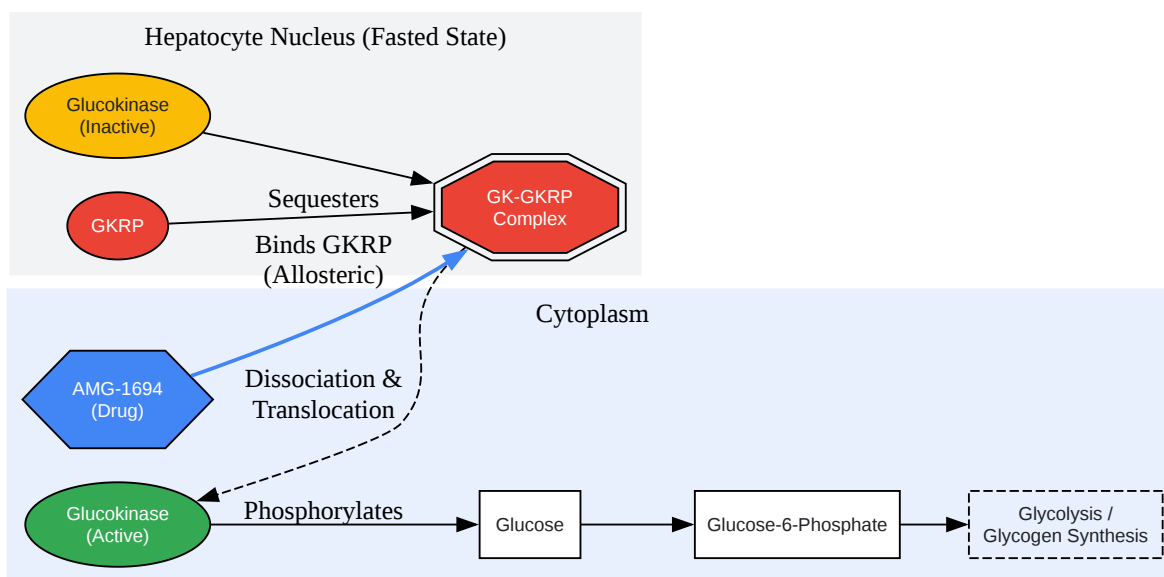 Hepatocyte Nucleus (Fasted State)
Glucokinase
(Inactive)
GKRP
Sequesters
GK-GKRP
Complex
Binds GKRP
(Allosteric)
Cytoplasm
AMG-1694
(Drug)
Dissociation &
Translocation
Glucokinase
(Active)
Phosphorylates
Glucose
Glucose-6-Phosphate
Glycolysis /
Glycogen Synthesis